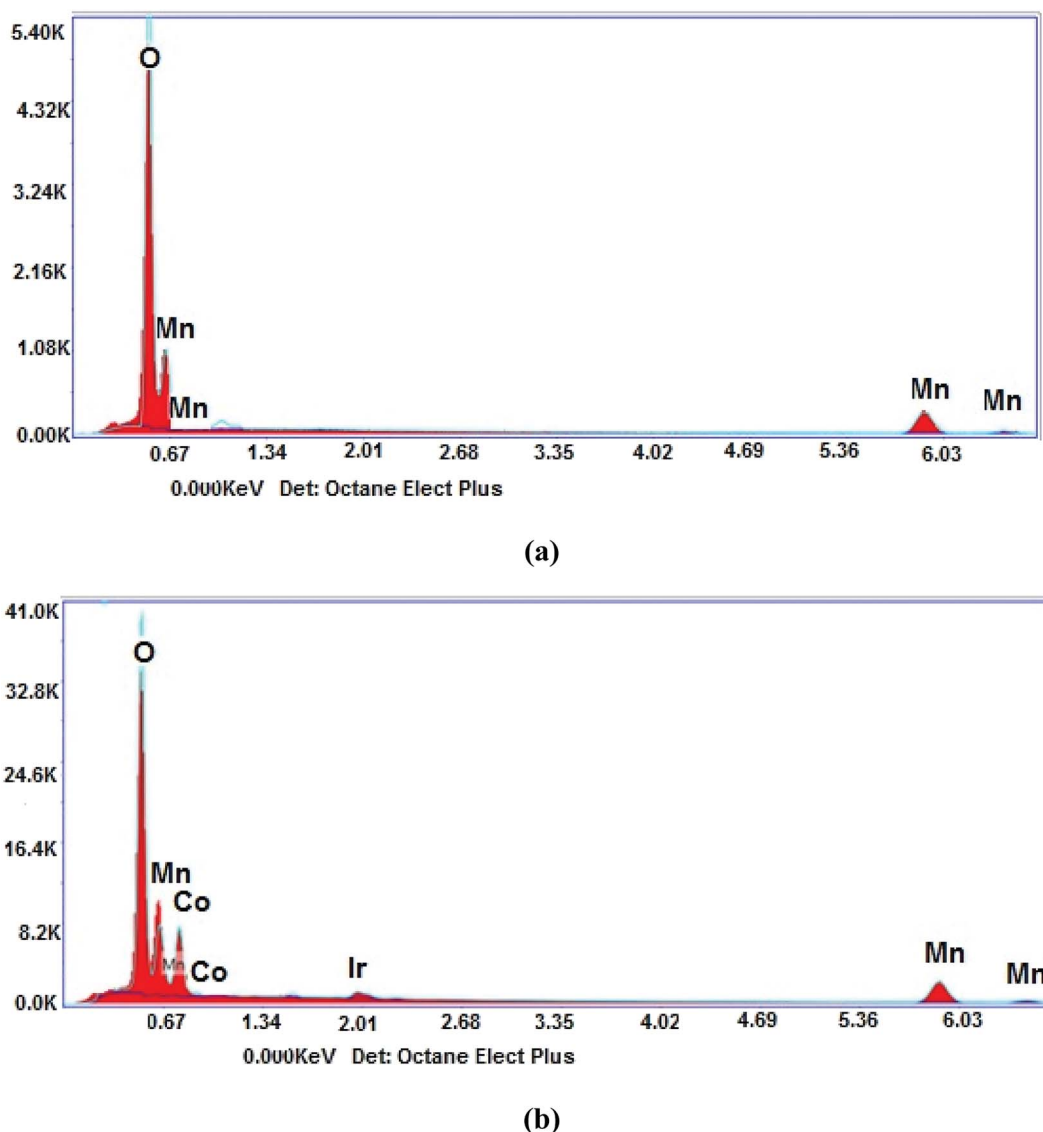 5.40K
O
4.32K
3.24K
2.16K
Mn
1.08K
Mn
Mn
Mn
0.00K
0.67 1.34 2.01 2.68 3.35 4.02 4.69 5.36 6.03
0.000KeV Det: Octane Elect Plus
(a)
41.0K
O
32.8K
24.6K
16.4K
Mn
Co
8.2K
Mn
Co
Ir
Mn
Mn
0.0K
0.67 1.34 2.01 2.68 3.35 4.02 4.69 5.36 6.03
0.000KeV Det: Octane Elect Plus
(b)